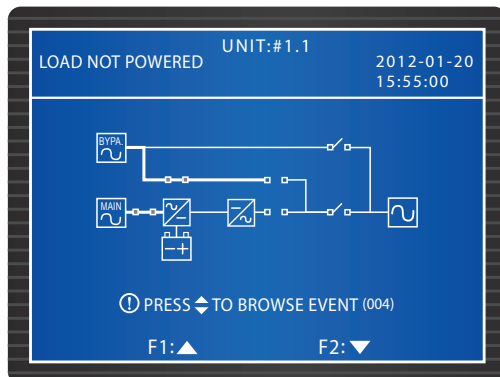 UNIT:#1.1
LOAD NOT POWERED
2012-01-20
15:55:00
BYPA.
MAIN
PRESS TO BROWSE EVENT (004)
F1: F2: